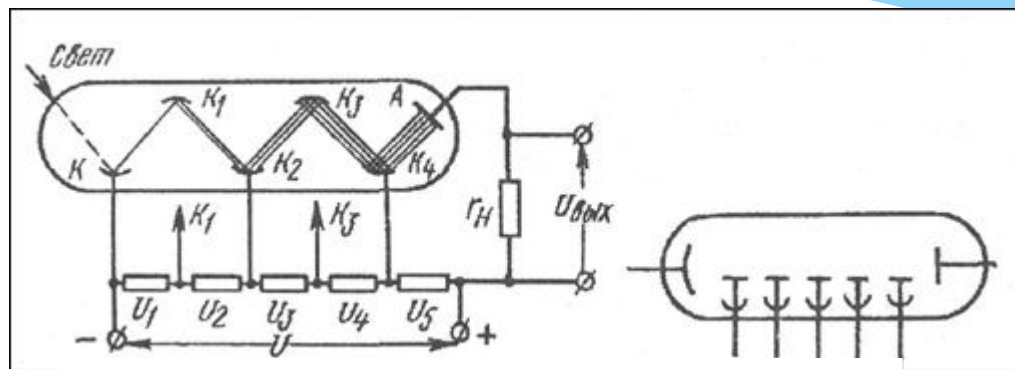 Свет
K₁ K₃ A
K K₂ K₄
K₁ K₃ rН Uвых
U₁ U₂ U₃ U₄ U₅
− U +